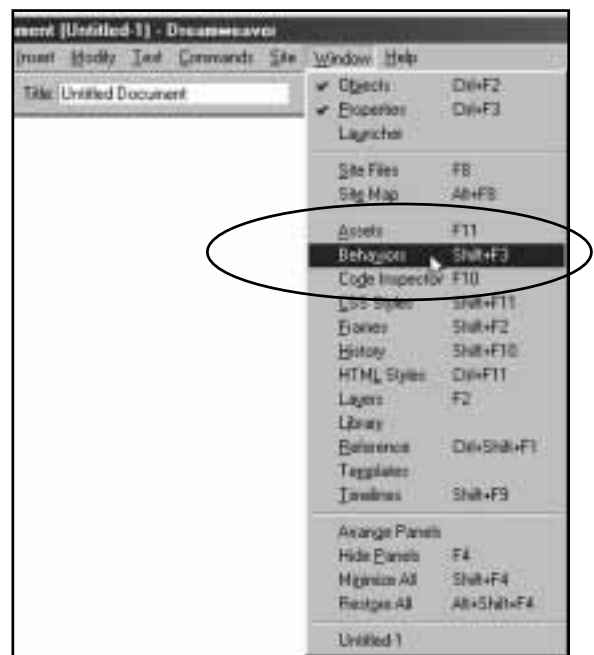 ment [Untitled-1] - Dreamweaver
Insert Modify Text Commands Site Window Help
Title: Untitled Document
Objects Ctrl+F2
Properties Ctrl+F3
Launcher
Site Files F8
Site Map Alt+F8
Assets F11
Behaviors Shift+F3
Code Inspector F10
CSS Styles Shift+F11
Frames Shift+F2
History Shift+F10
HTML Styles Ctrl+F11
Layers F2
Library
Reference Ctrl+Shift+F1
Templates
Timelines Shift+F9
Arrange Panels
Hide Panels F4
Minimize All Shift+F4
Restore All Alt+Shift+F4
Untitled-1